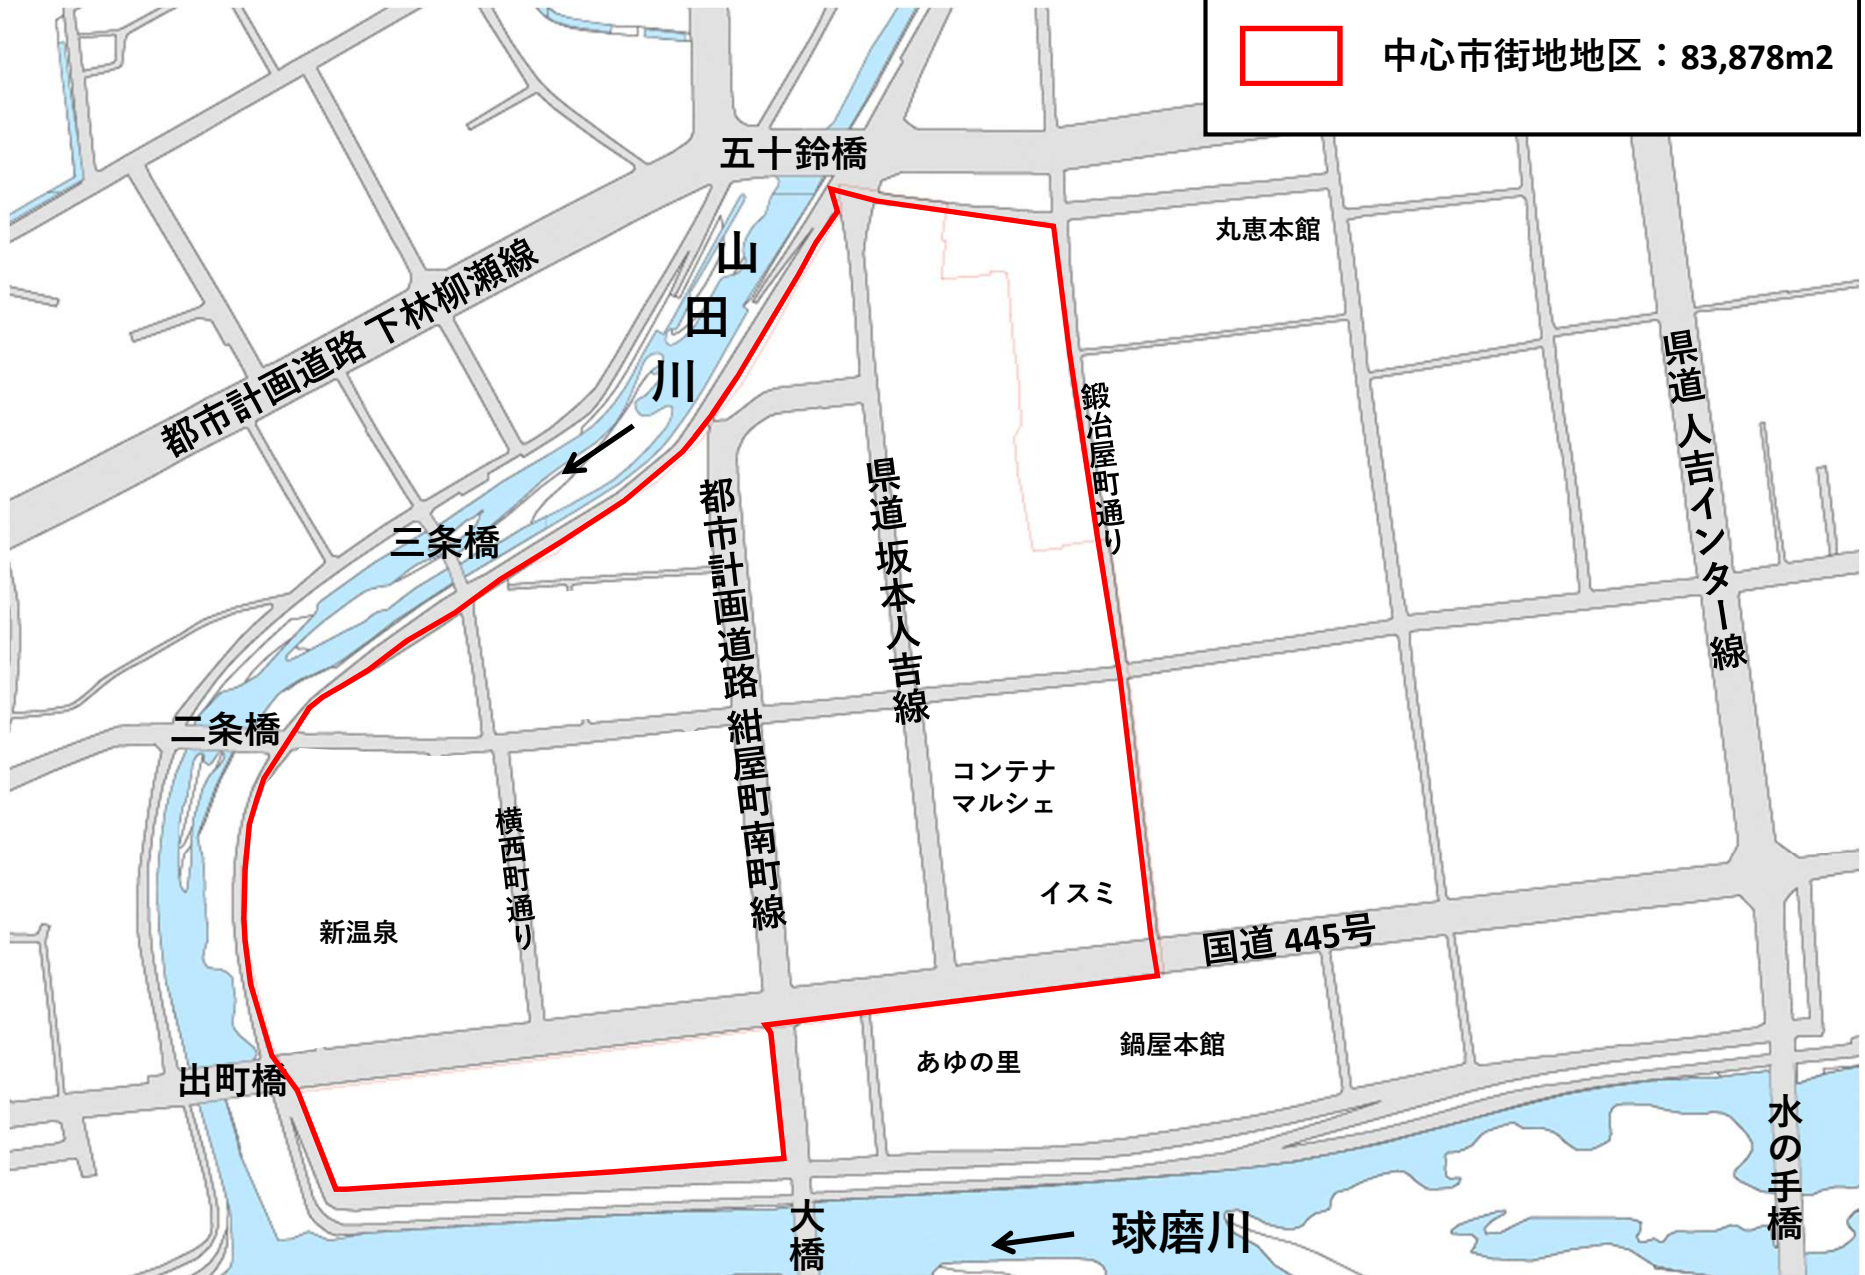 中心市街地地区：83,878m2
五十鈴橋
丸恵本館
山田川
都市計画道路 下林柳瀬線
県道 人吉インター線
鍛冶屋町通り
県道 坂本人吉線
都市計画道路 紺屋町南町線
三条橋
二条橋
コンテナ
マルシェ
横西町通り
イスミ
新温泉
国道 445号
あゆの里
鍋屋本館
出町橋
水の手橋
大橋
球磨川